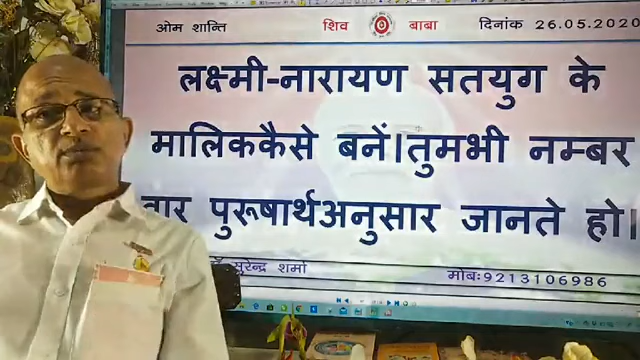 ओम शान्ति शिव बाबा दिनांक 26.05.2020
लक्ष्मी-नारायण सतयुग के
मालिककैसे बनें।तुमभी नम्बर
वार पुरूषार्थअनुसार जानते हो।
सुरेन्द्र शर्मा मोबः9213106986